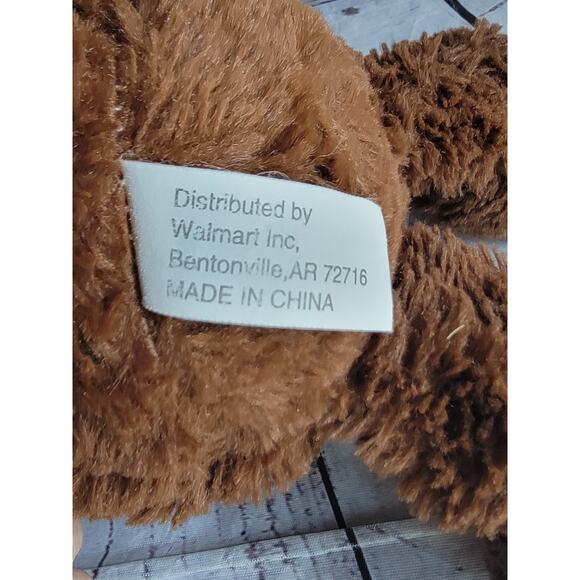 Distributed by
Walmart Inc,
Bentonville,AR 72716
MADE IN CHINA